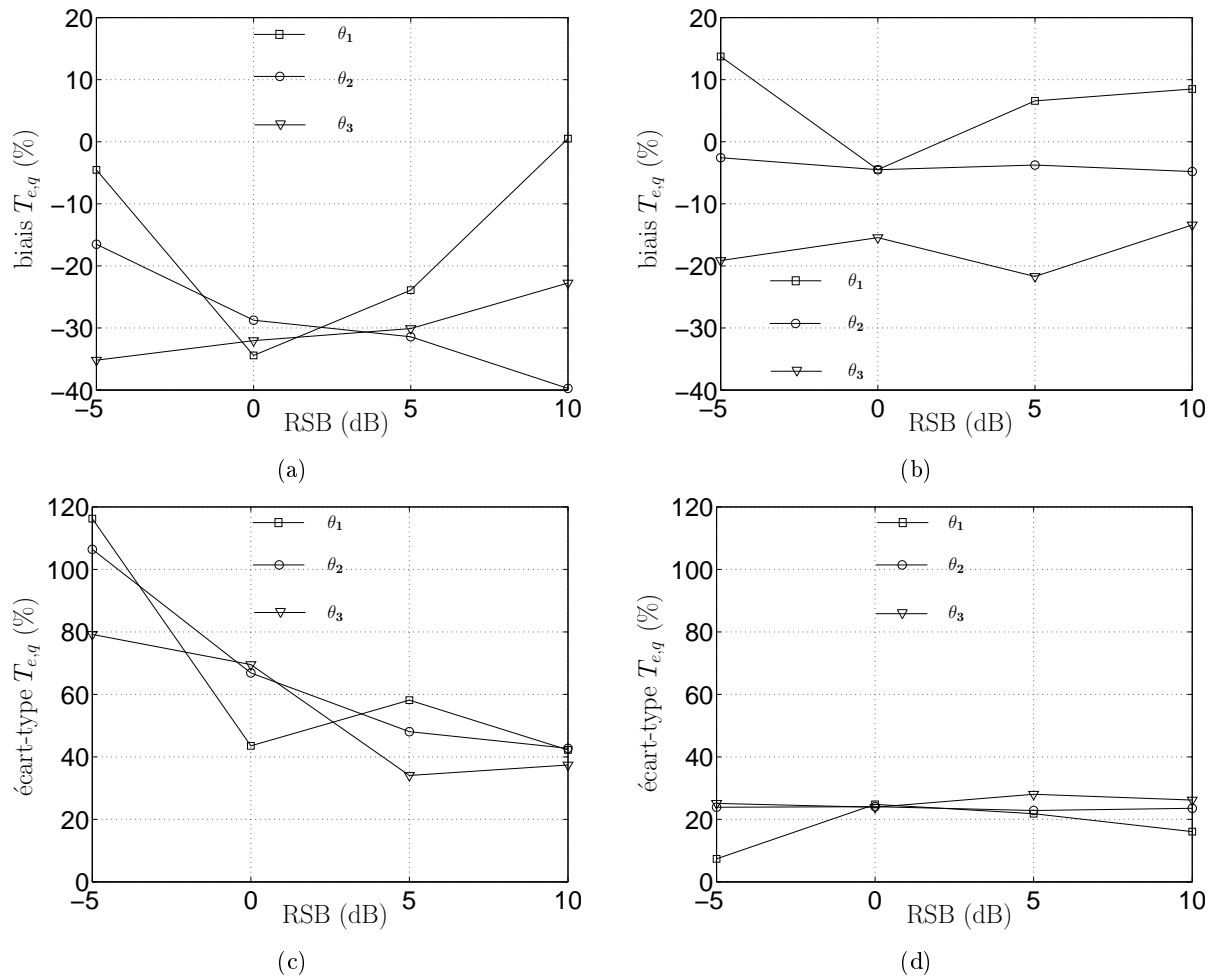 20
10
0
−10
−20
−30
−40
biais T_{e,q} (%)
θ₁
θ₂
θ₃
−5 0 5 10
RSB (dB)
(a)
20
10
0
−10
−20
−30
−40
biais T_{e,q} (%)
θ₁
θ₂
θ₃
−5 0 5 10
RSB (dB)
(b)
120
100
80
60
40
20
0
écart-type T_{e,q} (%)
θ₁
θ₂
θ₃
−5 0 5 10
RSB (dB)
(c)
120
100
80
60
40
20
0
écart-type T_{e,q} (%)
θ₁
θ₂
θ₃
−5 0 5 10
RSB (dB)
(d)